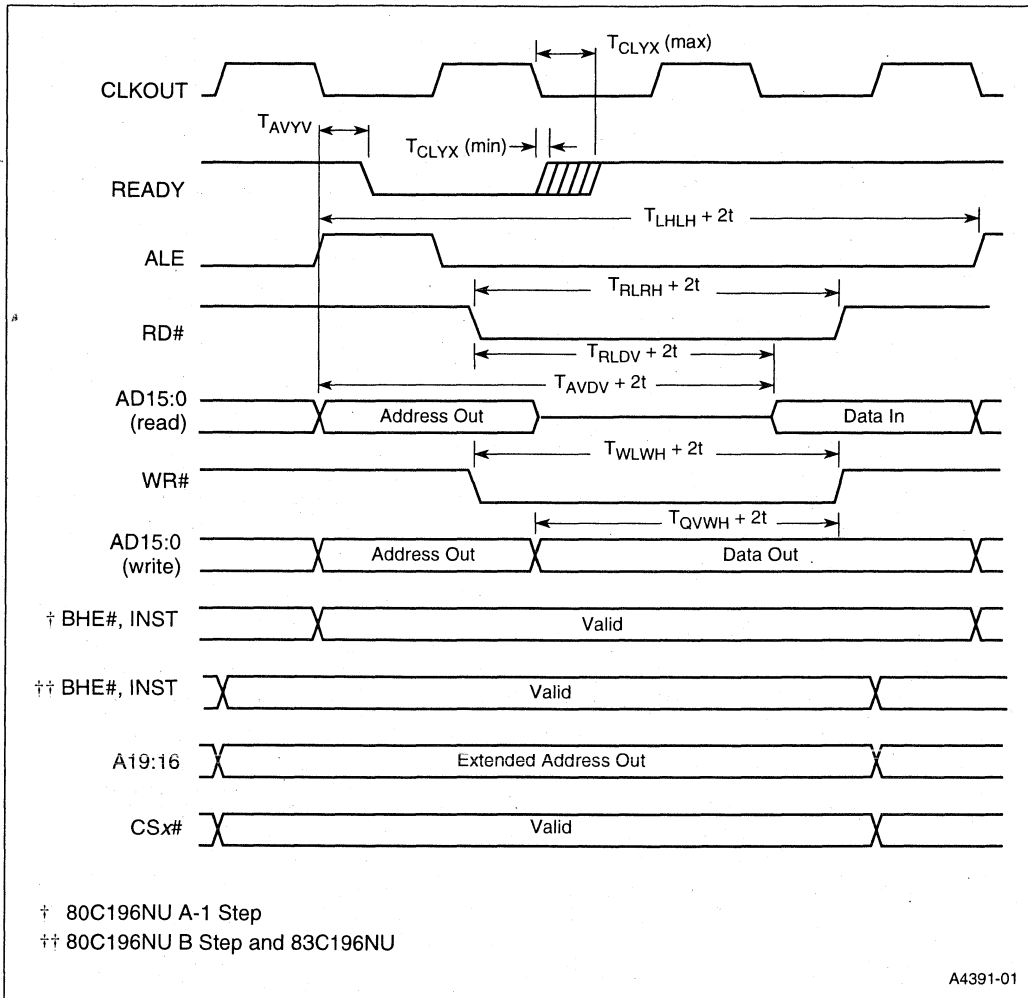 T_CLYX (max)
CLKOUT
T_AVYV
T_CLYX (min)
READY
T_LHLH + 2t
ALE
T_RLRH + 2t
RD#
T_RLDV + 2t
T_AVDV + 2t
AD15:0
(read)
Address Out
Data In
T_WLWH + 2t
WR#
T_QVWH + 2t
AD15:0
(write)
Address Out
Data Out
† BHE#, INST
Valid
†† BHE#, INST
Valid
A19:16
Extended Address Out
CSx#
Valid
† 80C196NU A-1 Step
†† 80C196NU B Step and 83C196NU
A4391-01